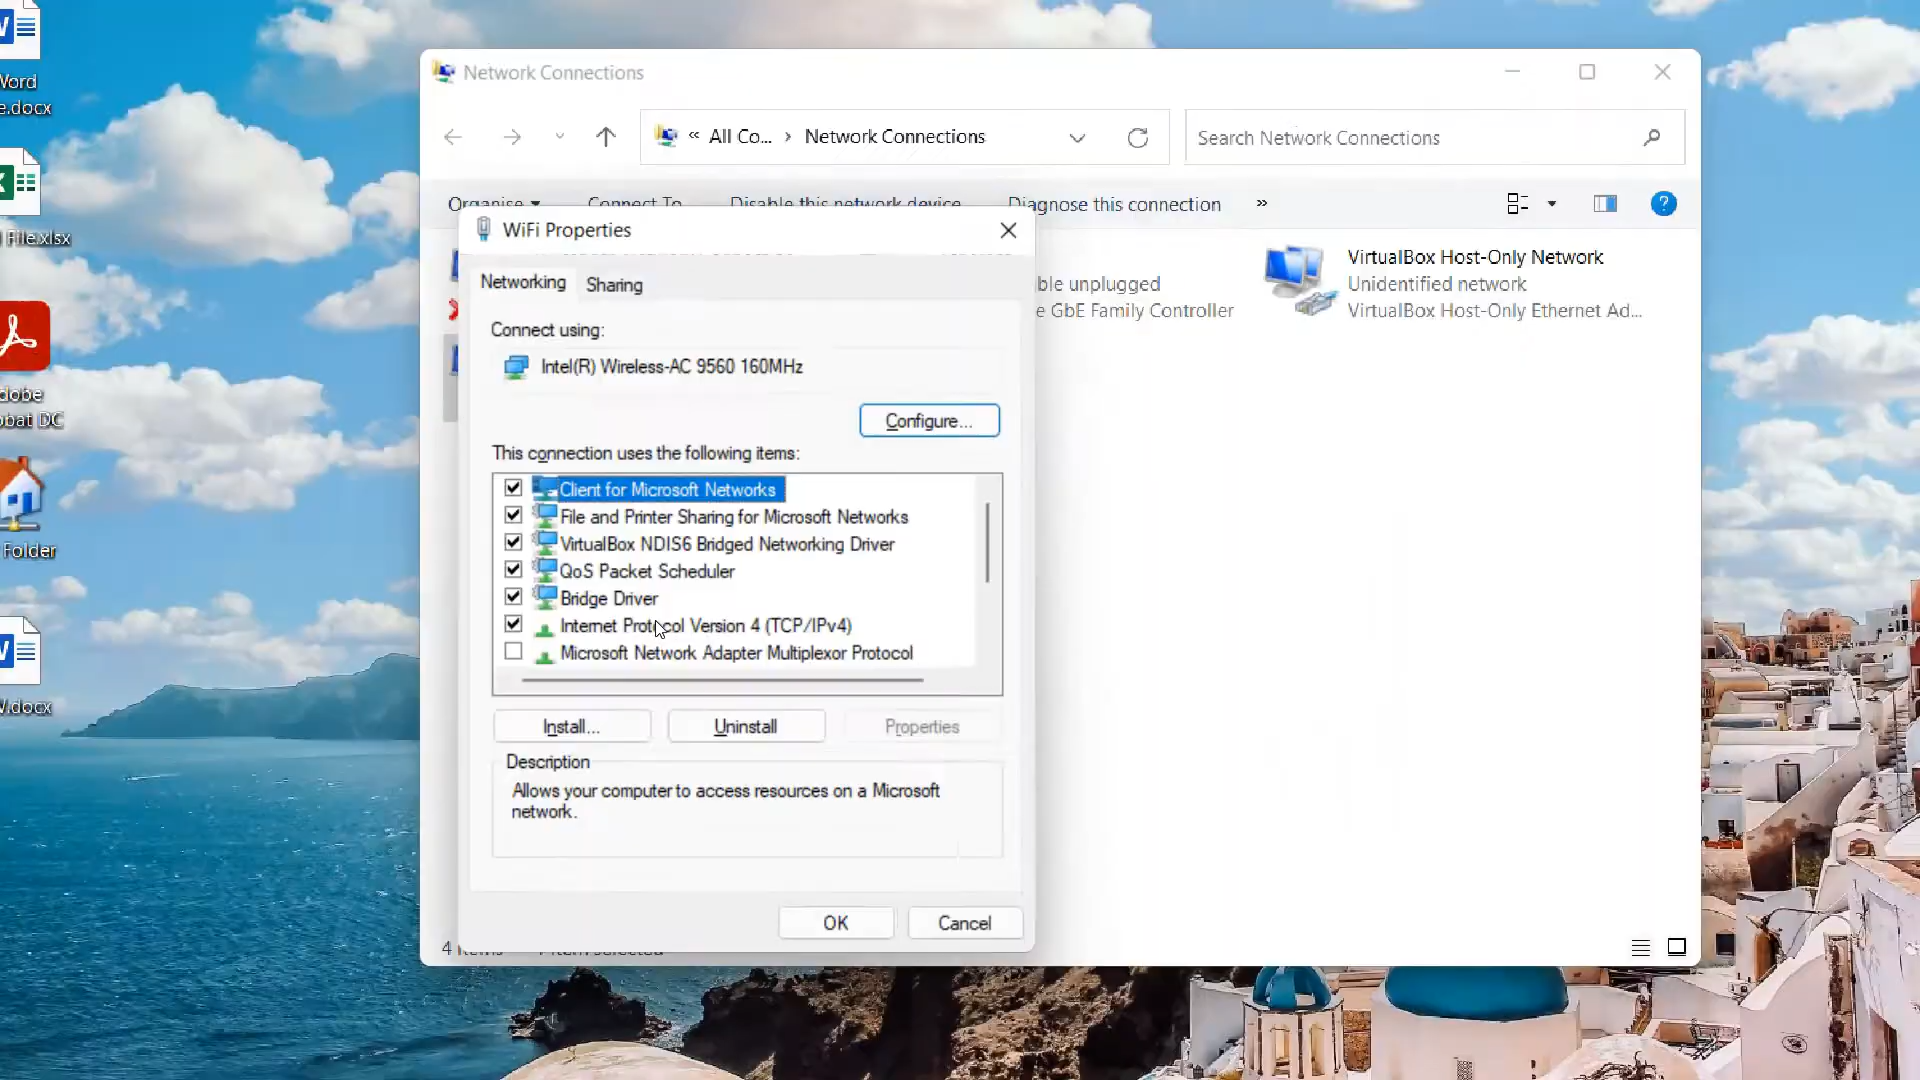 Word
e.docx
File.xlsx
dobe
obat DC
Folder
V.docx
Network Connections
« All Co... › Network Connections
Search Network Connections
Organise
Connect To
Disable this network device
Diagnose this connection
»
WiFi Properties
Networking
Sharing
Connect using:
Intel(R) Wireless-AC 9560 160MHz
Configure...
This connection uses the following items:
Client for Microsoft Networks
File and Printer Sharing for Microsoft Networks
VirtualBox NDIS6 Bridged Networking Driver
QoS Packet Scheduler
Bridge Driver
Internet Protocol Version 4 (TCP/IPv4)
Microsoft Network Adapter Multiplexor Protocol
Install...
Uninstall
Properties
Description
Allows your computer to access resources on a Microsoft
network.
OK
Cancel
ble unplugged
e GbE Family Controller
VirtualBox Host-Only Network
Unidentified network
VirtualBox Host-Only Ethernet Ad...
4 items
1 item selected